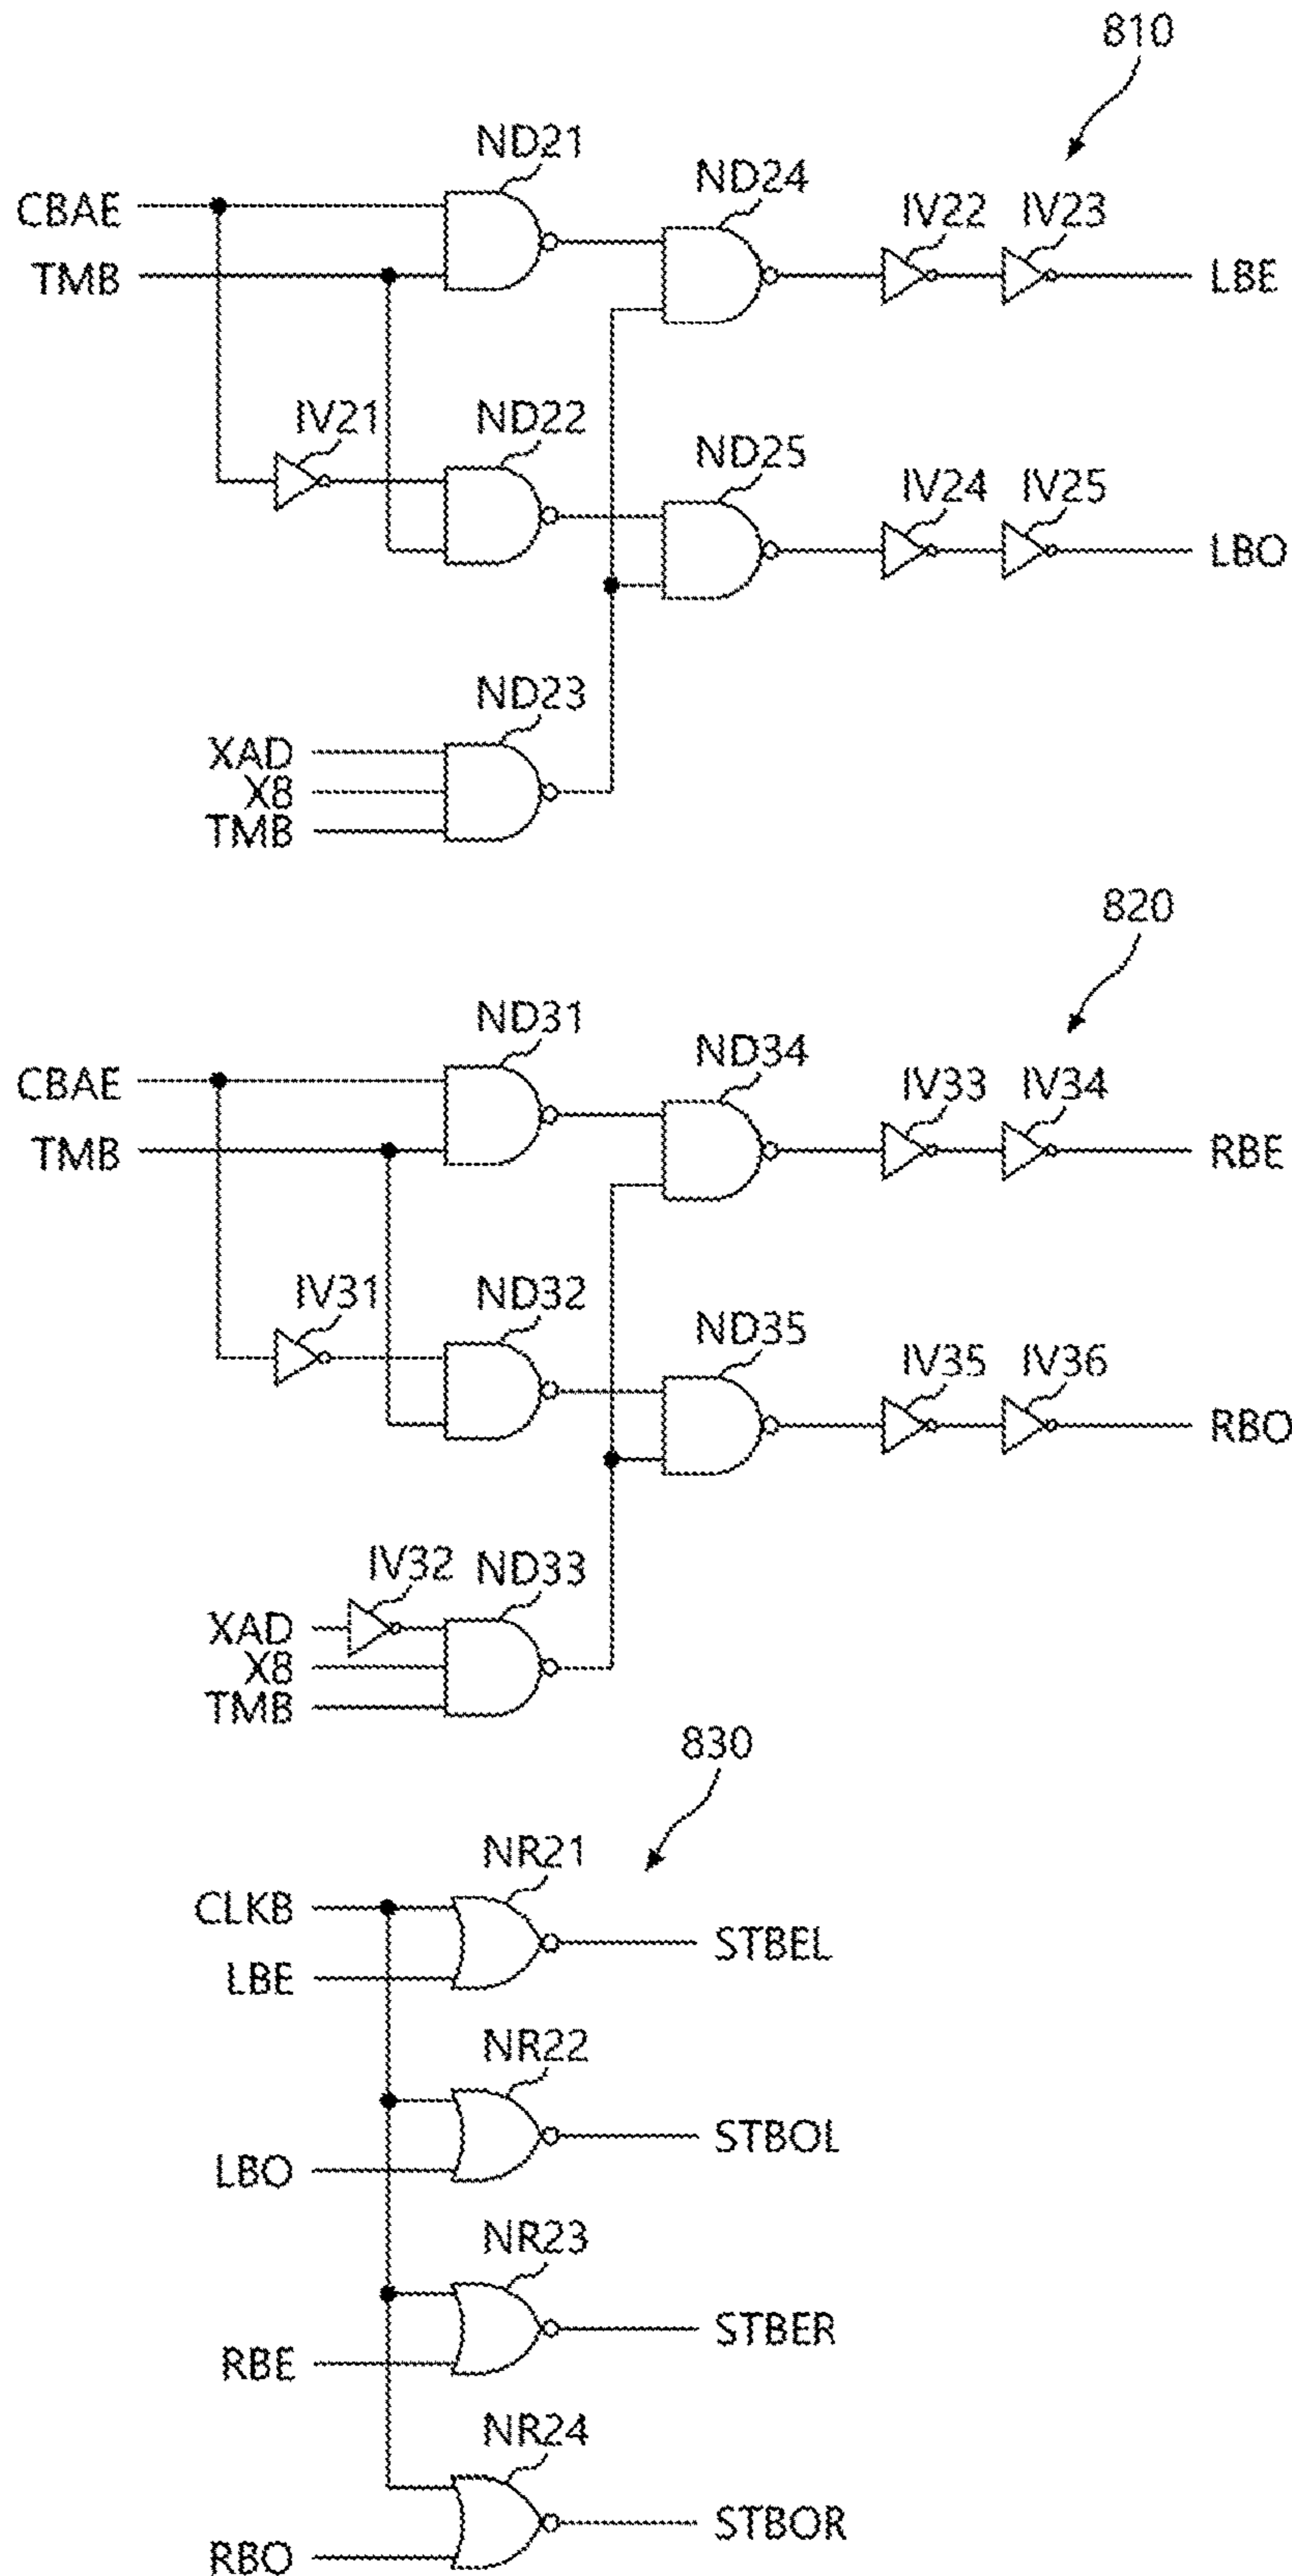 810
ND21
ND24
IV22 IV23
CBAE
TMB
LBE
IV21
ND22
ND25
IV24 IV25
LBO
ND23
XAD
X8
TMB
820
ND31
ND34
IV33 IV34
CBAE
TMB
RBE
IV31
ND32
ND35
IV35 IV36
RBO
IV32
ND33
XAD
X8
TMB
830
NR21
CLKB
STBEL
LBE
NR22
STBOL
LBO
NR23
STBER
RBE
NR24
STBOR
RBO